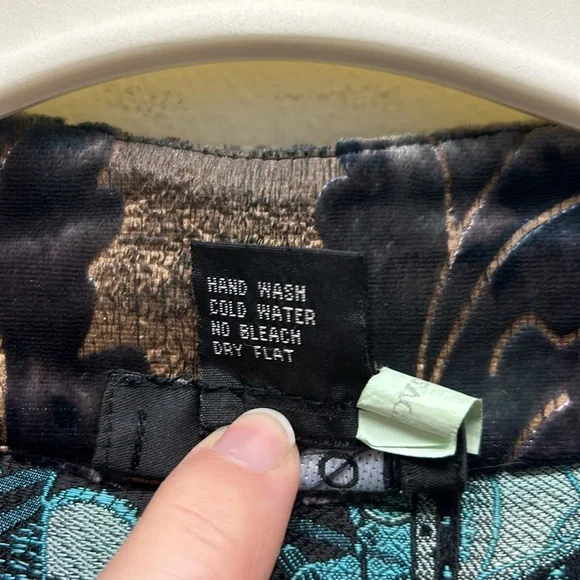 HAND WASH
COLD WATER
NO BLEACH
DRY FLAT